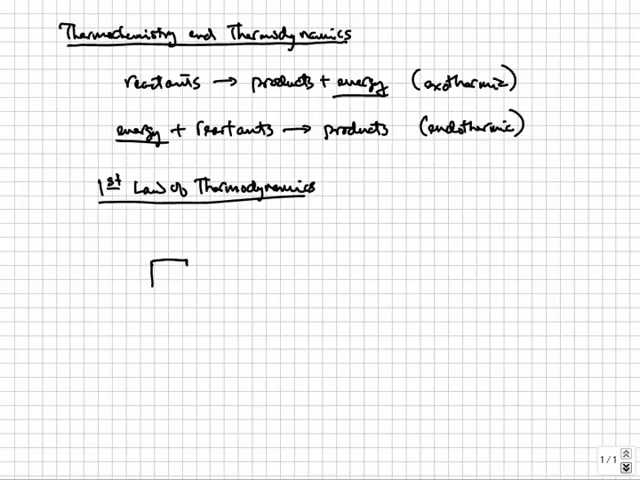 Thermochemistry and Thermodynamics
reactants → products + energy (exothermic)
energy + reactants → products (endothermic)
1st Law of Thermodynamics
1/1